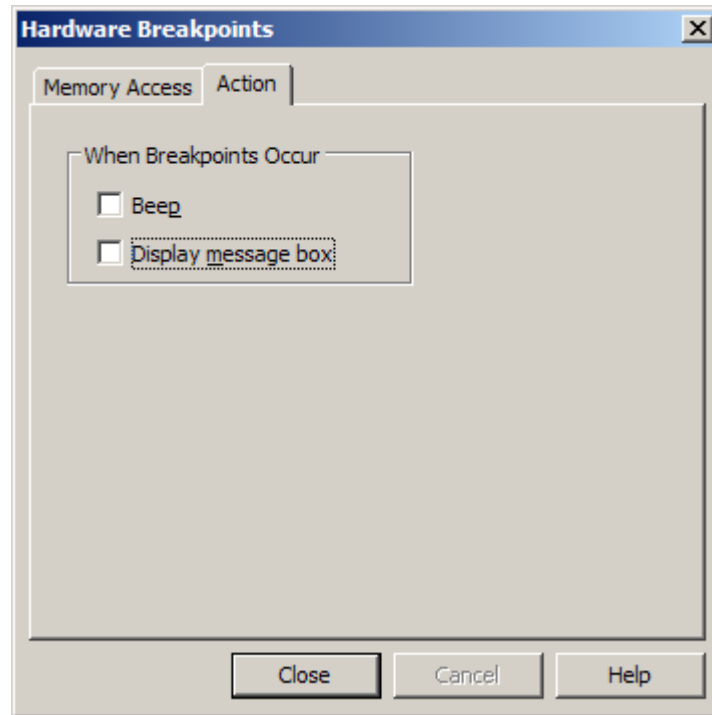 Hardware Breakpoints
Memory Access Action
When Breakpoints Occur
Beep
Display message box
Close Cancel Help